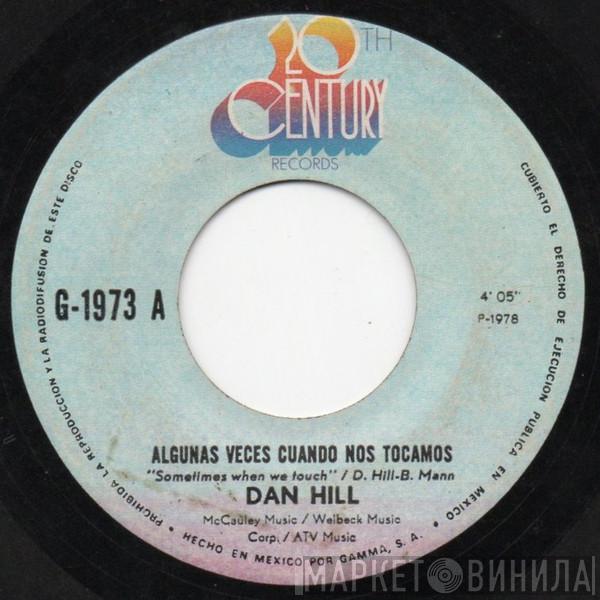 20TH
CENTURY
RECORDS
G-1973 A
4' 05"
P-1978
ALGUNAS VECES CUANDO NOS TOCAMOS
"Sometimes when we touch" / D. Hill-B. Mann
DAN HILL
McCauley Music / Welbeck Music
Corp. / ATV Music
• PROHIBIDA LA REPRODUCCION Y LA RADIODIFUSION DE ESTE DISCO
CUBIERTO EL DERECHO DE EJECUCION PUBLICA EN MEXICO •
HECHO EN MEXICO POR GAMMA, S. A.
МАРКЕТ ВИНИЛА